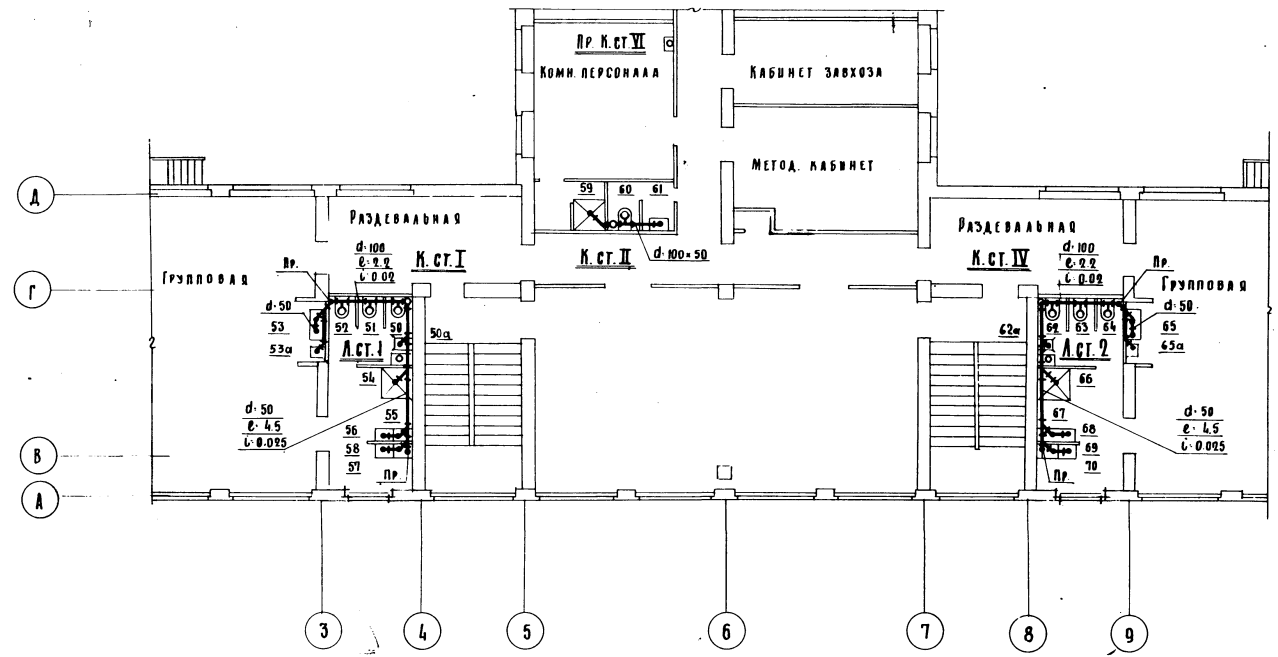 Пр. К.ст. VI
Комн. персонала
Кабинет завхоза
Метод. кабинет
59
60
61
d=100×50
Д
Раздевальная
Раздевальная
d=100
l=2.2
i=0.02
К.ст. I
К.ст. II
К.ст. IV
d=100
l=2.2
i=0.02
Пр.
Пр.
Групповая
Групповая
Г
d=50
53
53а
52
51
50
50а
Л.ст. 1
54
62а
62
63
64
Л.ст. 2
66
d=50
65
65а
d=50
l=4.5
i=0.025
55
56
58
57
Пр
67
68
69
70
Пр.
d=50
l=4.5
i=0.025
В
А
3
4
5
6
7
8
9